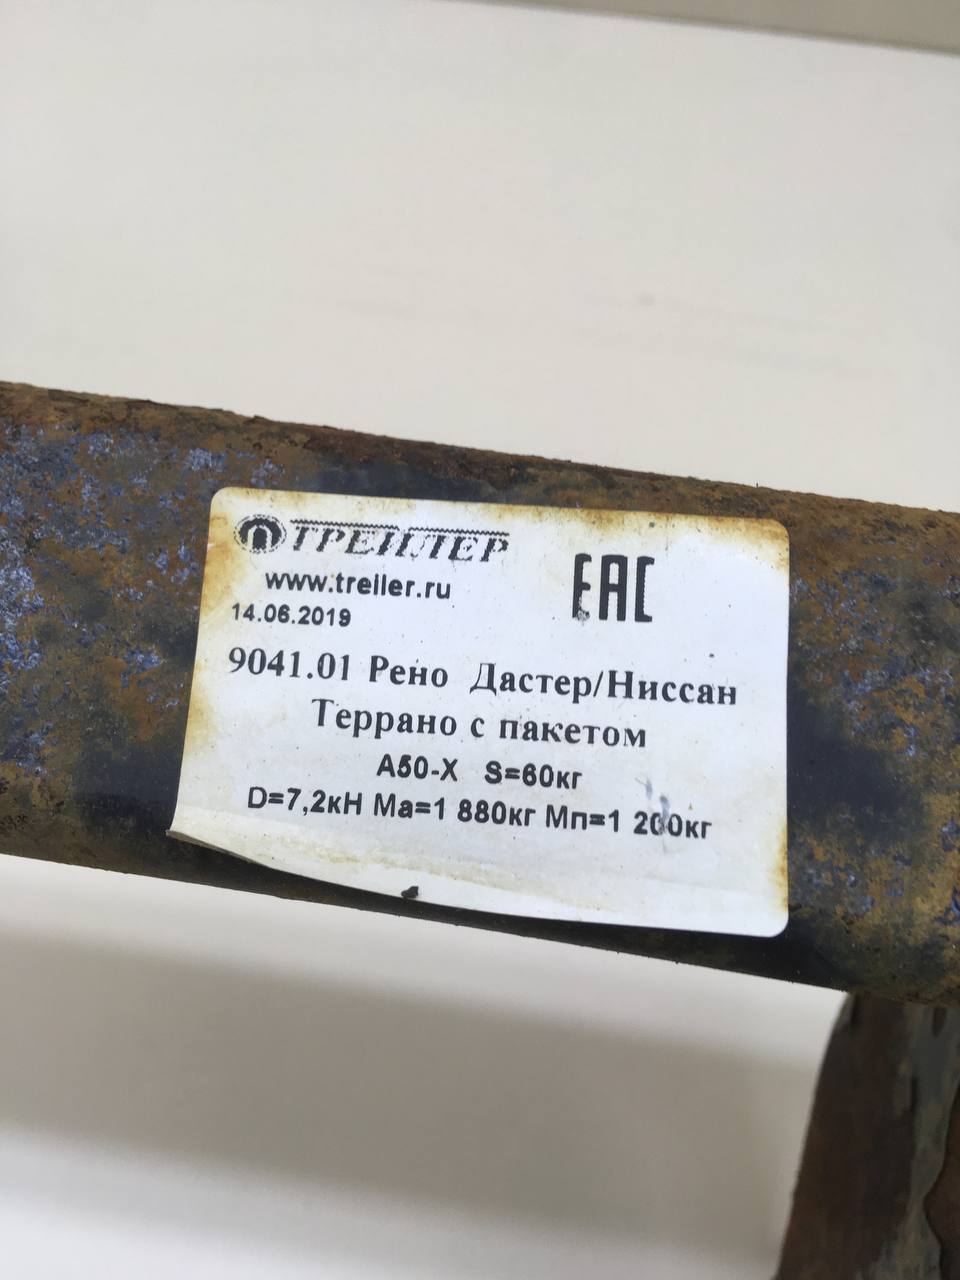 ТРЕЙЛЕР
EAC
www.treiler.ru
14.06.2019
9041.01 Рено Дастер/Ниссан
Террано с пакетом
А50-Х S=60кг
D=7,2кН Ма=1 880кг Мп=1 200кг